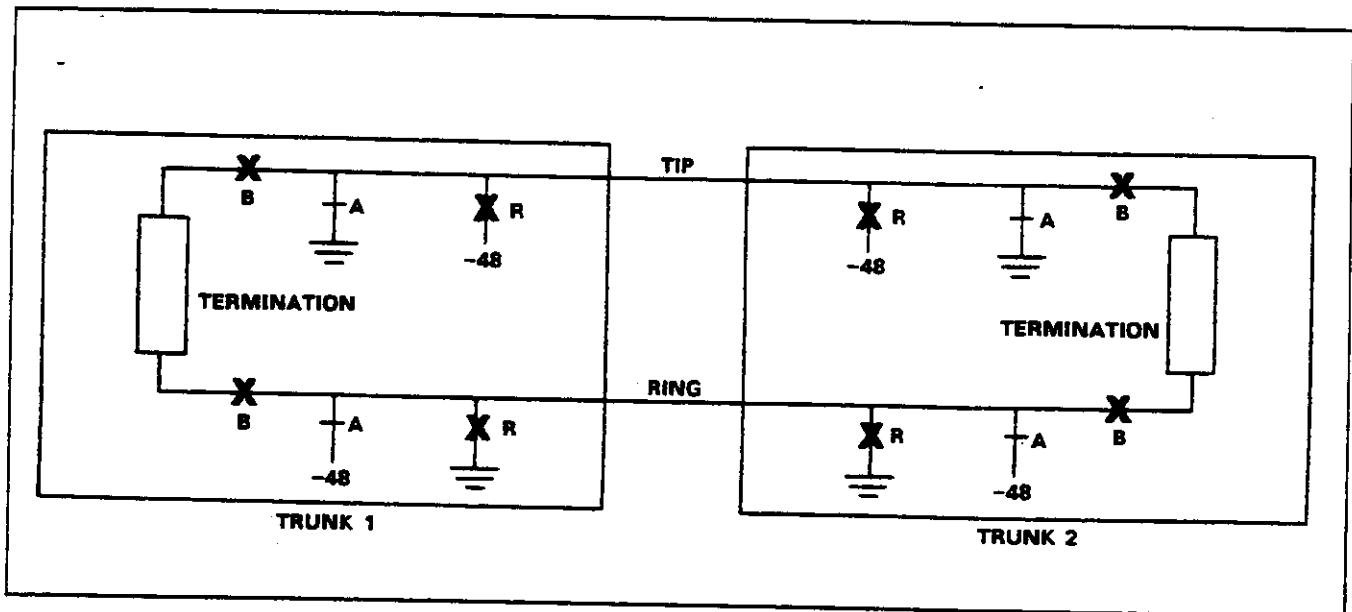 TIP
B
A
R
R
A
B
-48
-48
TERMINATION
TERMINATION
RING
B
A
R
R
A
B
-48
-48
TRUNK 1
TRUNK 2